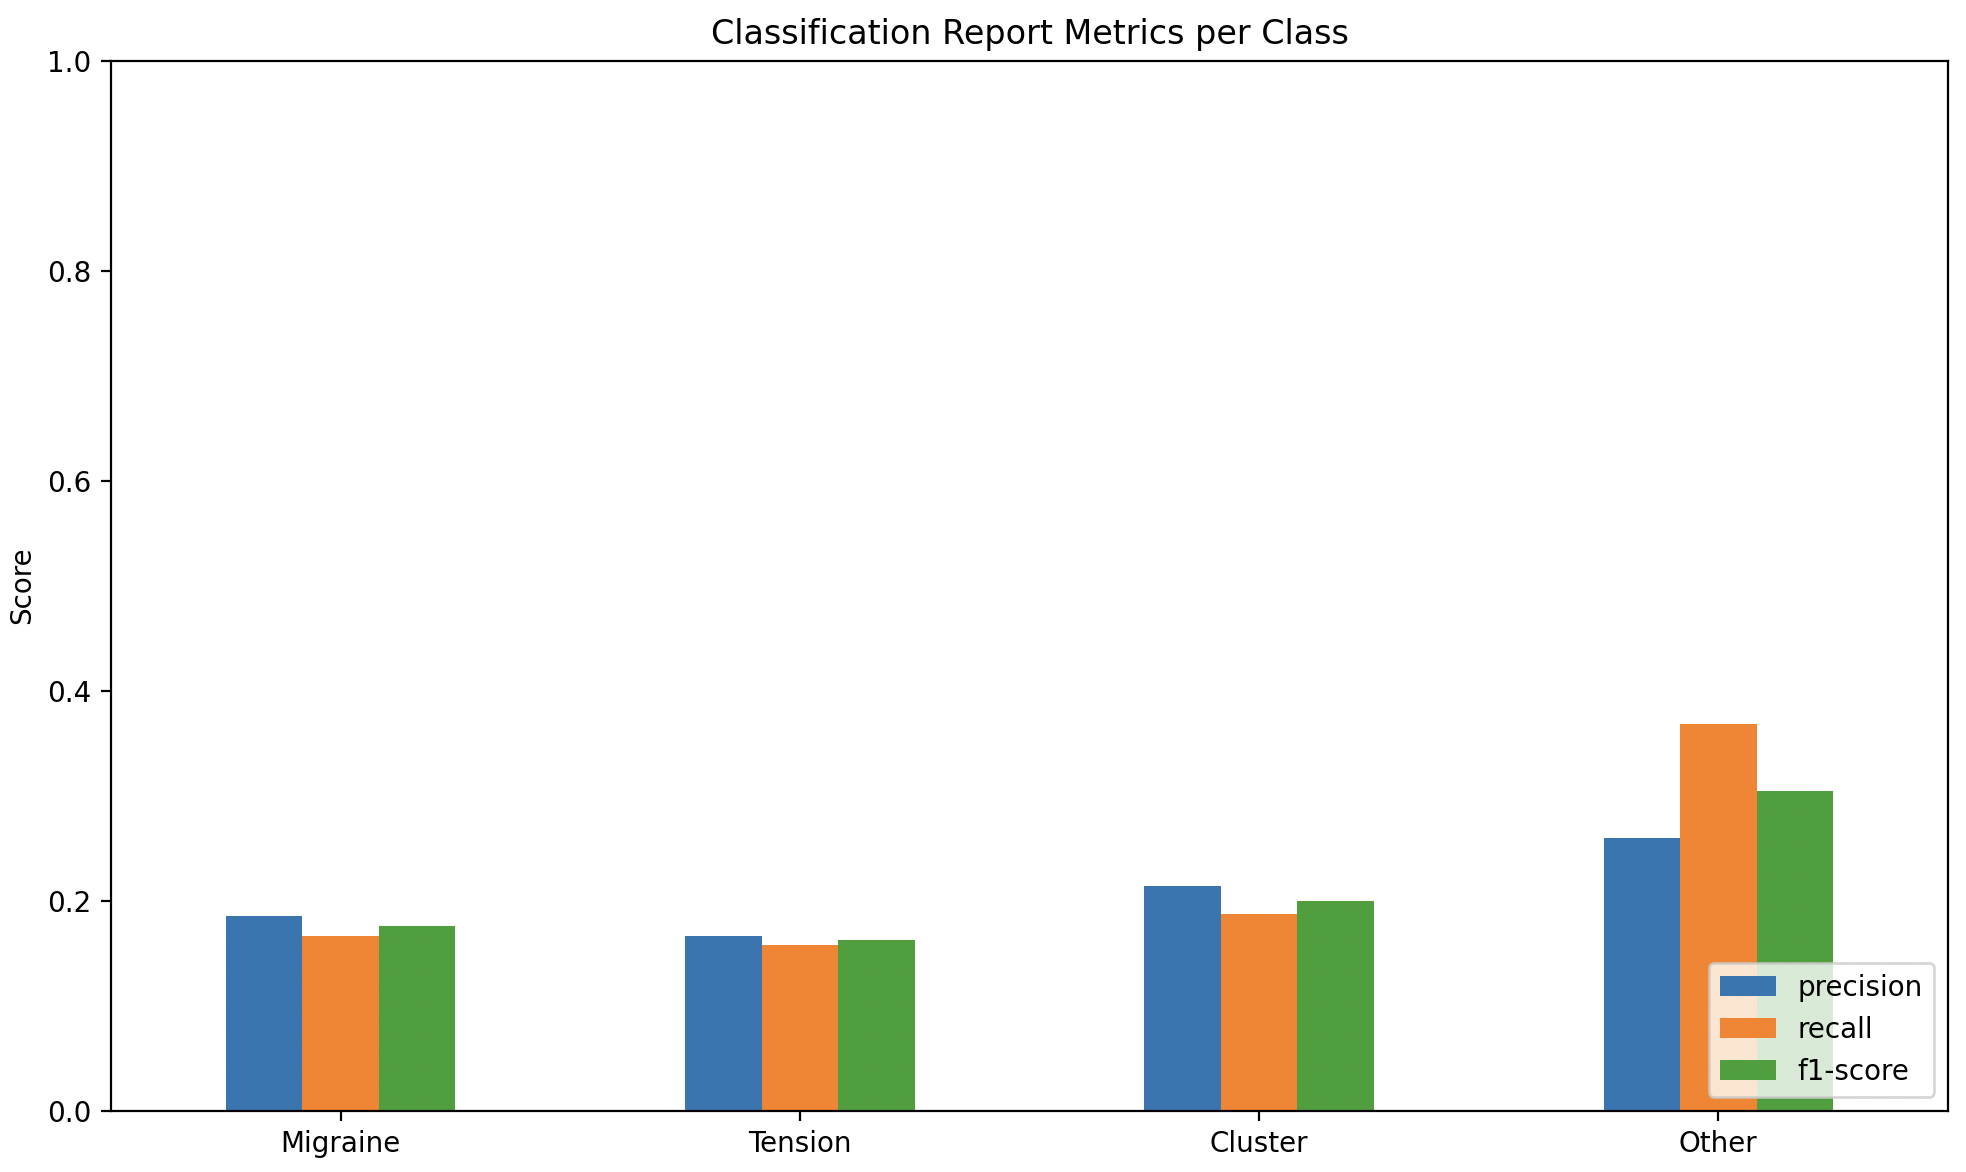 Classification Report Metrics per Class
1.0
0.8
0.6
0.4
0.2
0.0
Score
Migraine
Tension
Cluster
Other
precision
recall
f1-score